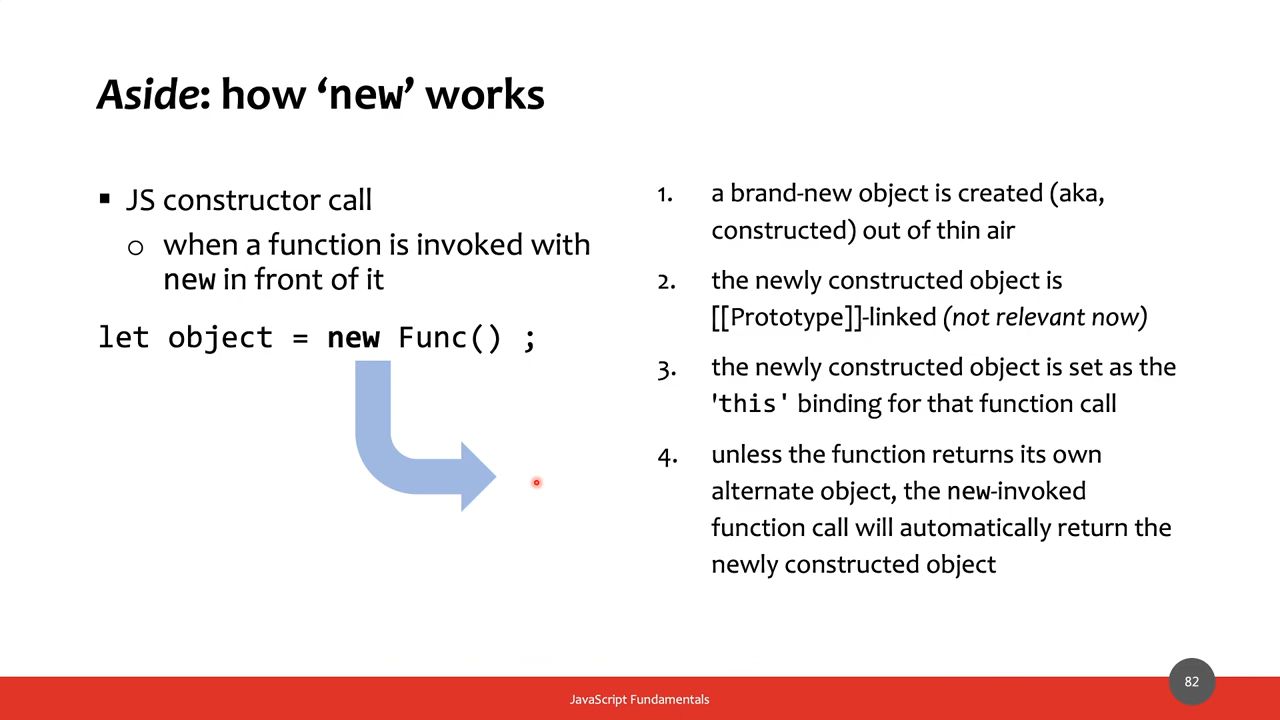 Aside: how ‘new’ works
▪ JS constructor call
o when a function is invoked with
new in front of it
let object = new Func() ;
1. a brand-new object is created (aka,
constructed) out of thin air
2. the newly constructed object is
[[Prototype]]-linked (not relevant now)
3. the newly constructed object is set as the
'this' binding for that function call
4. unless the function returns its own
alternate object, the new-invoked
function call will automatically return the
newly constructed object
82
JavaScript Fundamentals